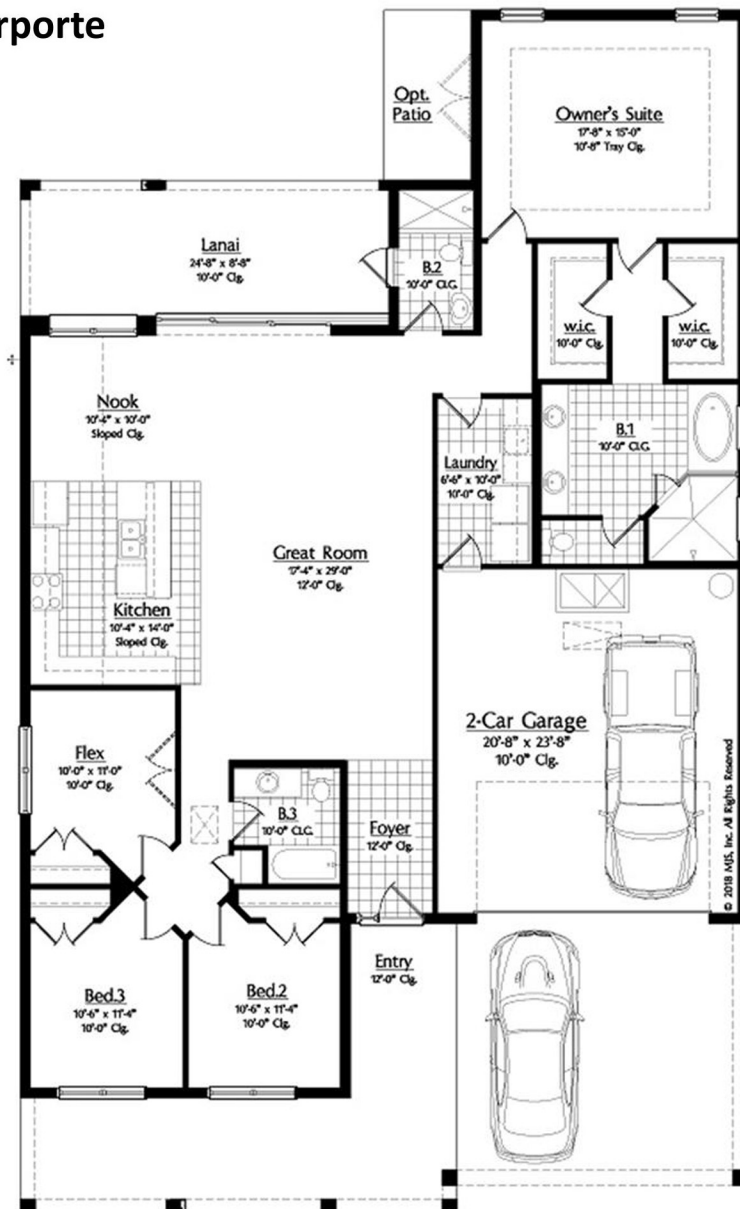 rporte
Opt.
Patio
Owner's Suite
17'-8" x 15'-0"
10'-8" Tray Clg.
Lanai
24'-8" x 8'-8"
10'-0" Clg.
B.2
10'-0" CLG.
w.i.c.
10'-0" Clg.
w.i.c.
10'-0" Clg.
Nook
10'-4" x 10'-0"
Sloped Clg.
B.1
10'-0" CLG.
Laundry
6'-6" x 10'-0"
10'-0" Clg.
Great Room
17'-4" x 29'-0"
12'-0" Clg.
Kitchen
10'-4" x 14'-0"
Sloped Clg.
2-Car Garage
20'-8" x 23'-8"
10'-0" Clg.
Flex
10'-0" x 11'-0"
10'-0" Clg.
B.3
10'-0" CLG.
Foyer
12'-0" Clg.
Entry
12'-0" Clg.
Bed.3
10'-6" x 11'-4"
10'-0" Clg.
Bed.2
10'-6" x 11'-4"
10'-0" Clg.
© 2018 MJS, Inc. All Rights Reserved